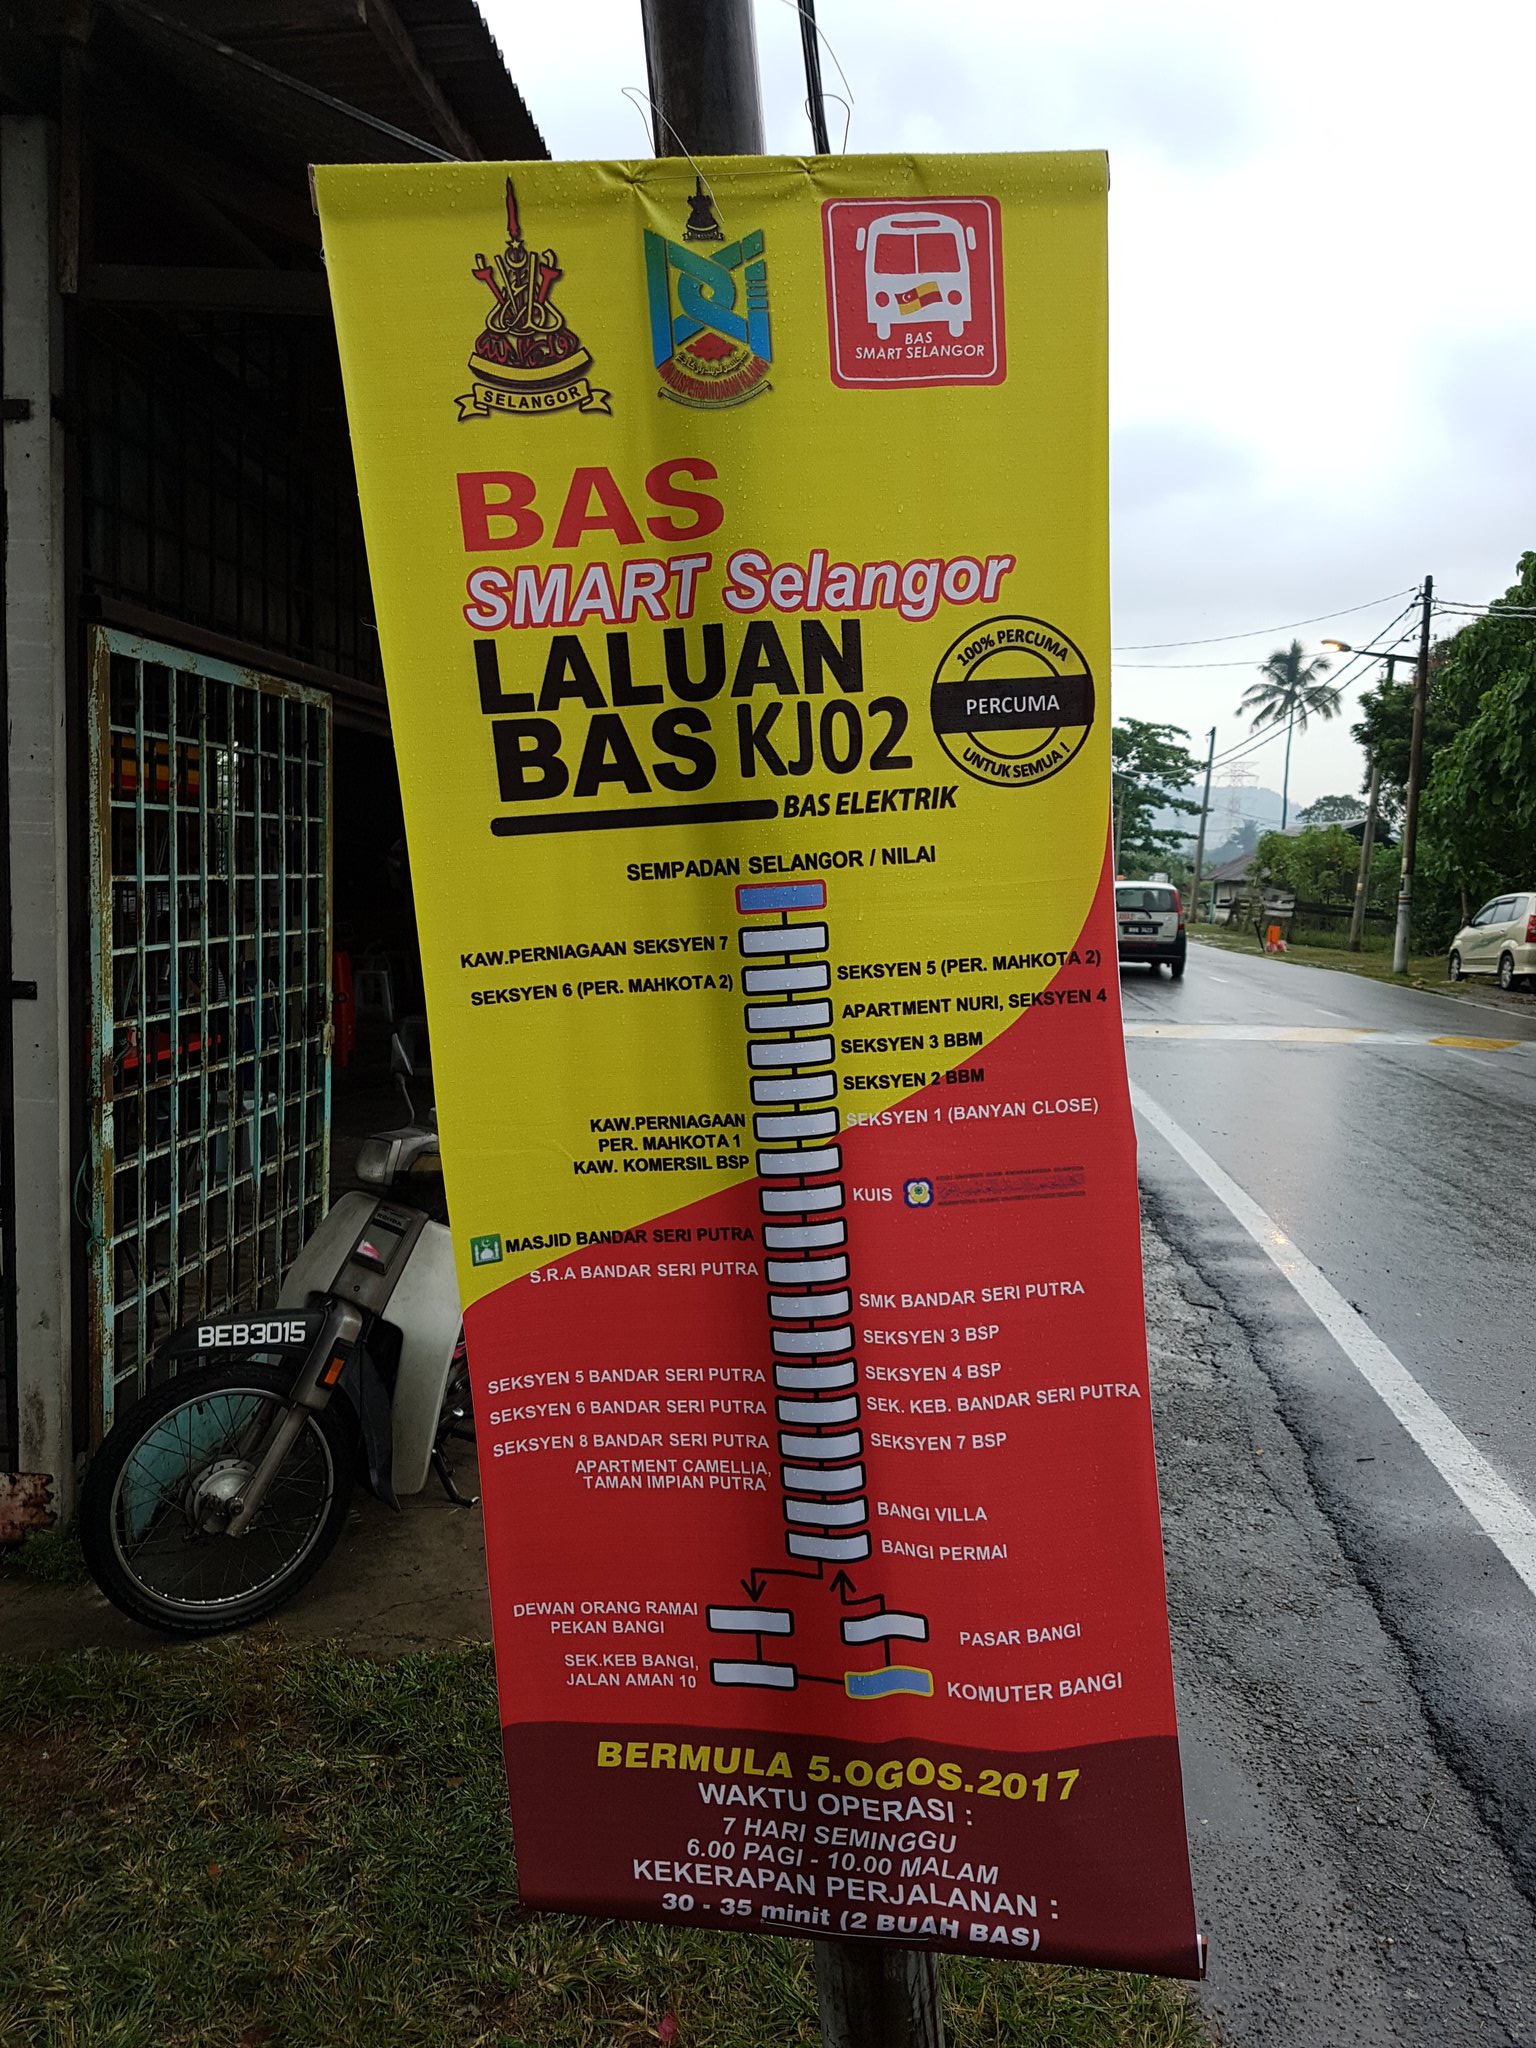 SELANGOR
BAS
SMART SELANGOR
BAS
SMART Selangor
LALUAN
BAS KJ02
BAS ELEKTRIK
100% PERCUMA
PERCUMA
UNTUK SEMUA !
SEMPADAN SELANGOR / NILAI
KAW.PERNIAGAAN SEKSYEN 7
SEKSYEN 5 (PER. MAHKOTA 2)
SEKSYEN 6 (PER. MAHKOTA 2)
APARTMENT NURI, SEKSYEN 4
SEKSYEN 3 BBM
SEKSYEN 2 BBM
SEKSYEN 1 (BANYAN CLOSE)
KAW.PERNIAGAAN
PER. MAHKOTA 1
KAW. KOMERSIL BSP
KUIS
MASJID BANDAR SERI PUTRA
S.R.A BANDAR SERI PUTRA
SMK BANDAR SERI PUTRA
SEKSYEN 3 BSP
SEKSYEN 5 BANDAR SERI PUTRA
SEKSYEN 4 BSP
SEKSYEN 6 BANDAR SERI PUTRA
SEK. KEB. BANDAR SERI PUTRA
SEKSYEN 8 BANDAR SERI PUTRA
SEKSYEN 7 BSP
APARTMENT CAMELLIA,
TAMAN IMPIAN PUTRA
BANGI VILLA
BANGI PERMAI
DEWAN ORANG RAMAI
PEKAN BANGI
PASAR BANGI
SEK.KEB BANGI,
JALAN AMAN 10
KOMUTER BANGI
BERMULA 5.OGOS.2017
WAKTU OPERASI :
7 HARI SEMINGGU
6.00 PAGI - 10.00 MALAM
KEKERAPAN PERJALANAN :
30 - 35 minit (2 BUAH BAS)
HONDA
BEB3015